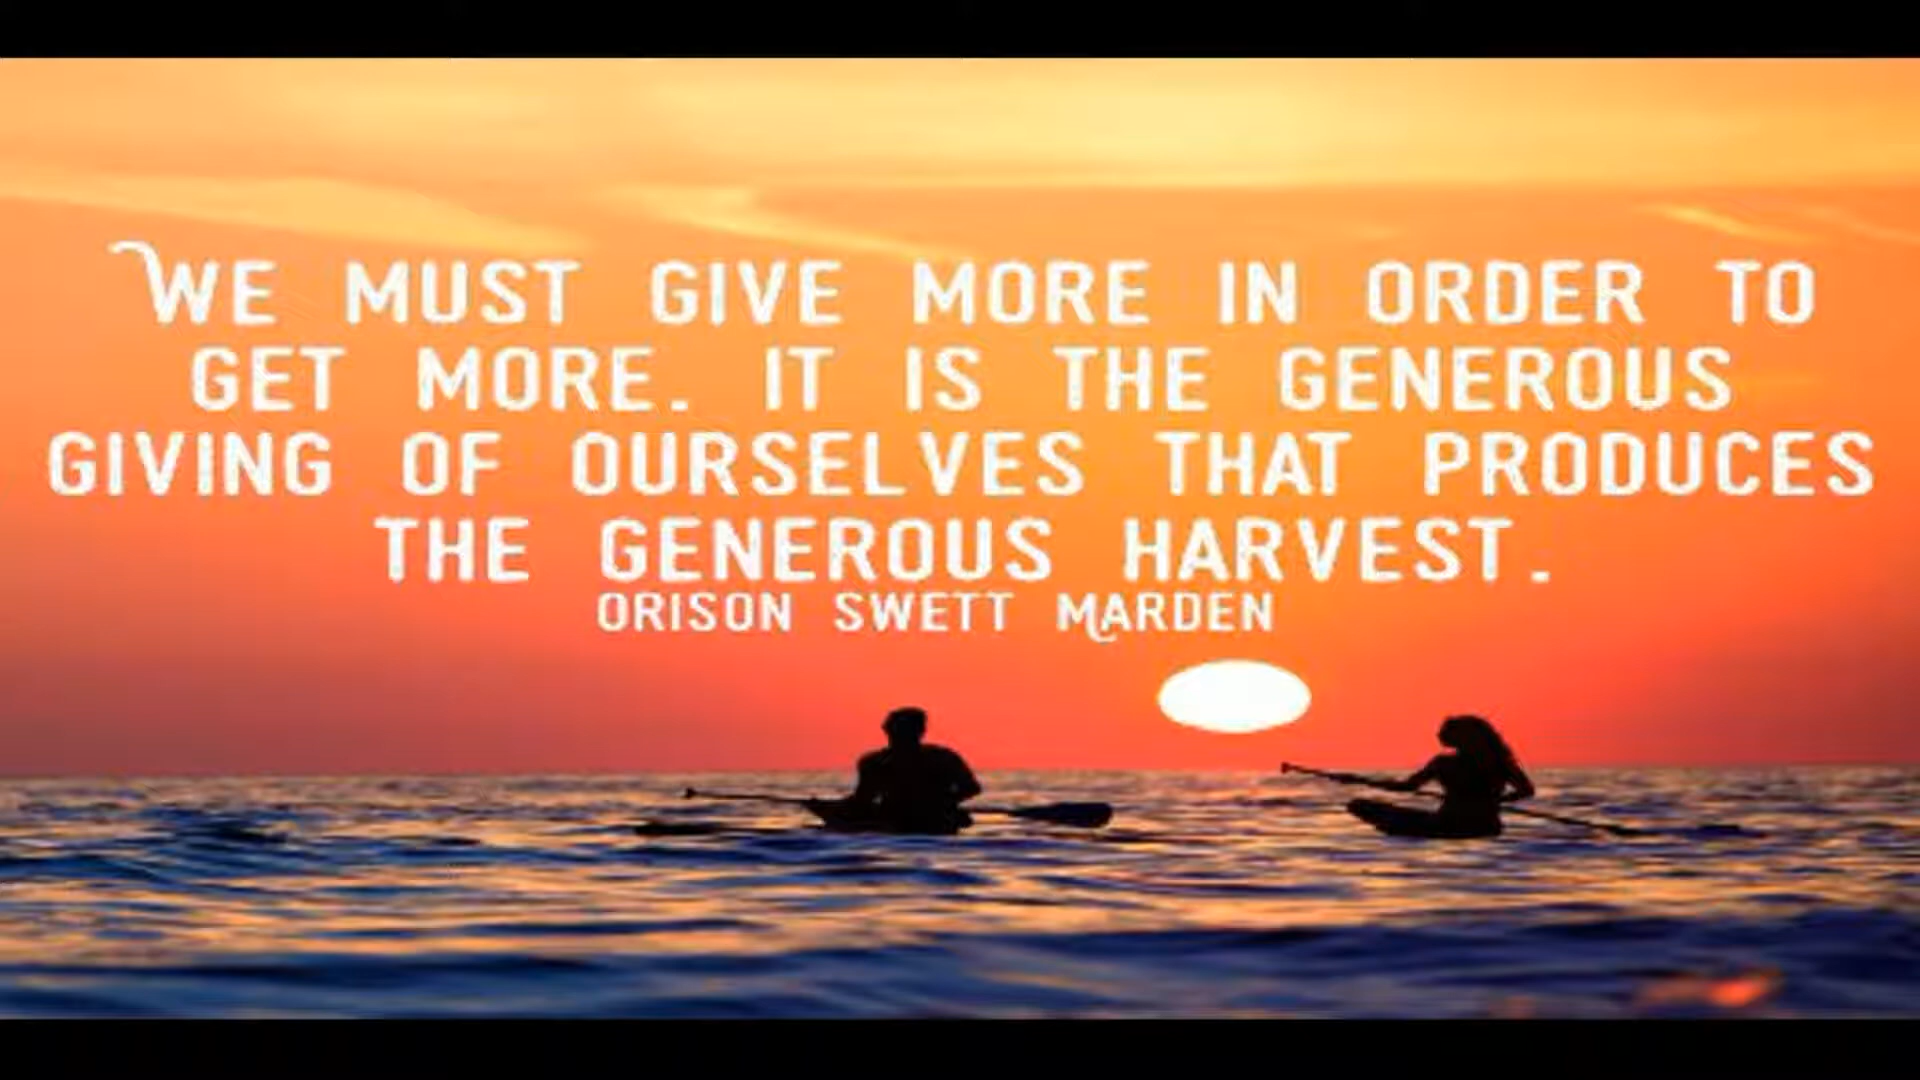 WE MUST GIVE MORE IN ORDER TO
GET MORE. IT IS THE GENEROUS
GIVING OF OURSELVES THAT PRODUCES
THE GENEROUS HARVEST.
ORISON SWETT MARDEN